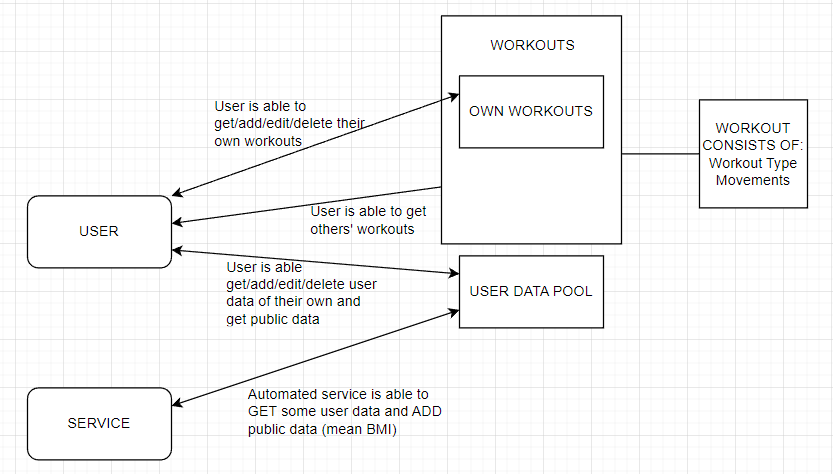 WORKOUTS
OWN WORKOUTS
User is able to
get/add/edit/delete their
own workouts
WORKOUT
CONSISTS OF:
Workout Type
Movements
USER
User is able to get
others' workouts
User is able
get/add/edit/delete user
data of their own and
get public data
USER DATA POOL
SERVICE
Automated service is able to
GET some user data and ADD
public data (mean BMI)